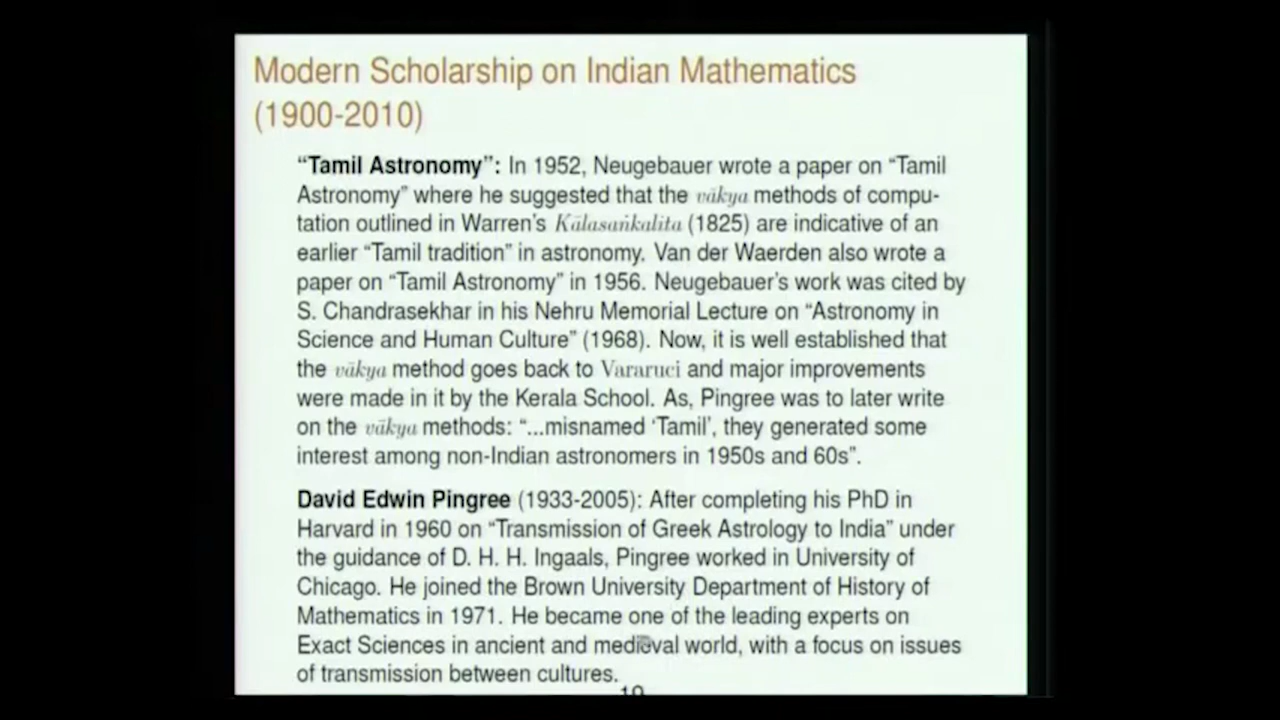 Modern Scholarship on Indian Mathematics
(1900-2010)
“Tamil Astronomy”: In 1952, Neugebauer wrote a paper on “Tamil
Astronomy” where he suggested that the vākya methods of compu-
tation outlined in Warren’s Kālasaṅkalita (1825) are indicative of an
earlier “Tamil tradition” in astronomy. Van der Waerden also wrote a
paper on “Tamil Astronomy” in 1956. Neugebauer’s work was cited by
S. Chandrasekhar in his Nehru Memorial Lecture on “Astronomy in
Science and Human Culture” (1968). Now, it is well established that
the vākya method goes back to Vararuci and major improvements
were made in it by the Kerala School. As, Pingree was to later write
on the vākya methods: “...misnamed ‘Tamil’, they generated some
interest among non-Indian astronomers in 1950s and 60s”.
David Edwin Pingree (1933-2005): After completing his PhD in
Harvard in 1960 on “Transmission of Greek Astrology to India” under
the guidance of D. H. H. Ingaals, Pingree worked in University of
Chicago. He joined the Brown University Department of History of
Mathematics in 1971. He became one of the leading experts on
Exact Sciences in ancient and medieval world, with a focus on issues
of transmission between cultures.